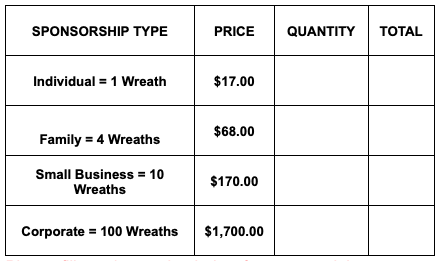 SPONSORSHIP TYPE PRICE QUANTITY TOTAL
Individual = 1 Wreath $17.00
Family = 4 Wreaths $68.00
Small Business = 10
Wreaths $170.00
Corporate = 100 Wreaths $1,700.00